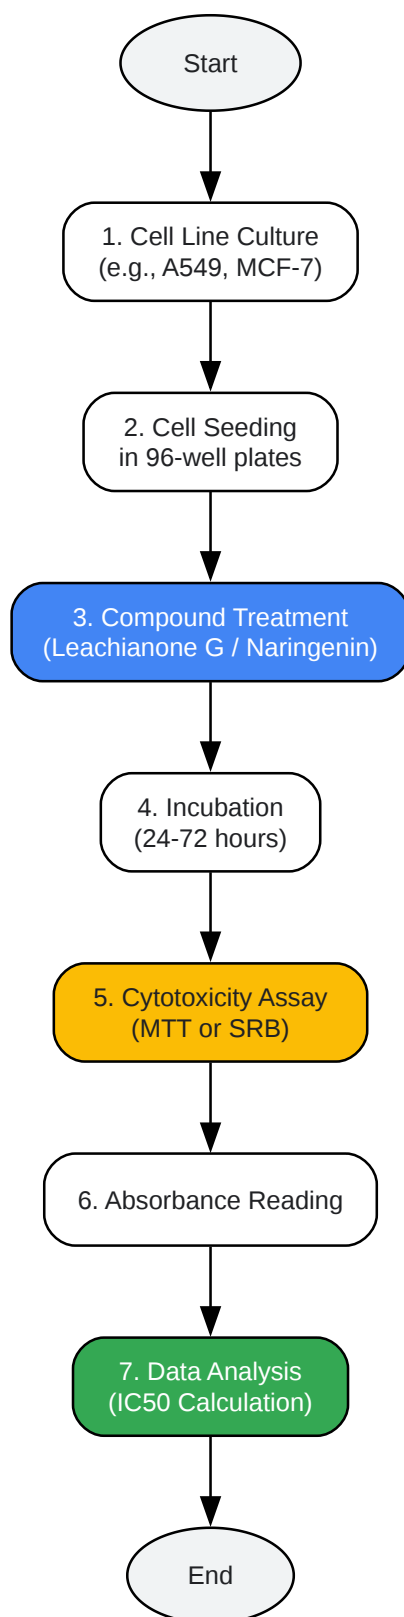 Start
1. Cell Line Culture
(e.g., A549, MCF-7)
2. Cell Seeding
in 96-well plates
3. Compound Treatment
(Leachianone G / Naringenin)
4. Incubation
(24-72 hours)
5. Cytotoxicity Assay
(MTT or SRB)
6. Absorbance Reading
7. Data Analysis
(IC50 Calculation)
End